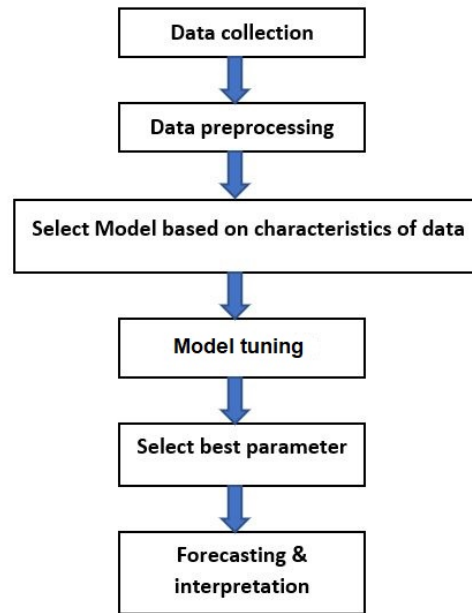 Data collection
Data preprocessing
Select Model based on characteristics of data
Model tuning
Select best parameter
Forecasting &
interpretation